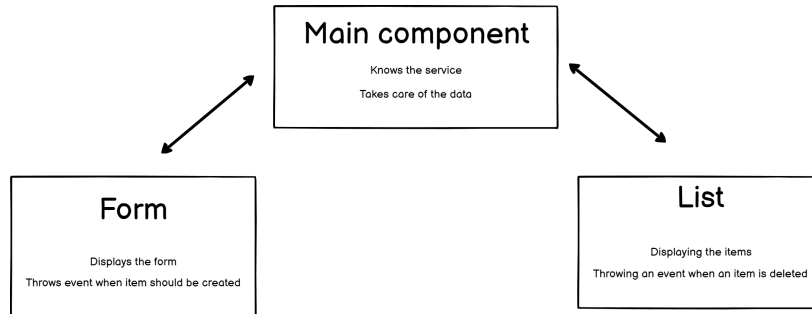 Main component
Knows the service
Takes care of the data
Form
Displays the form
Throws event when item should be created
List
Displaying the items
Throwing an event when an item is deleted